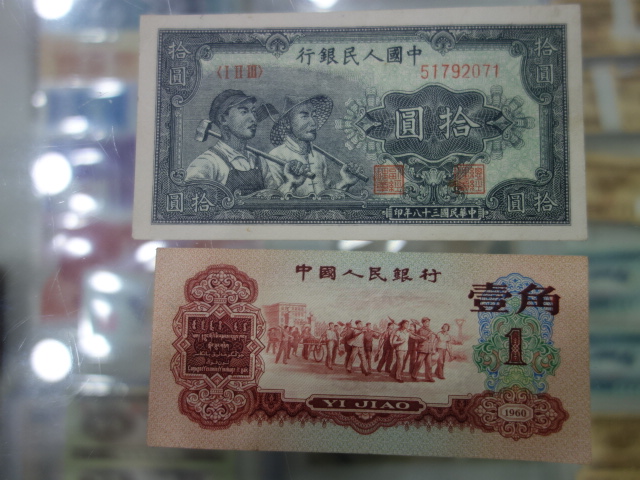 行銀民人國中
〈I II III〉
51792071
拾圓
拾圓
圓拾
拾圓
拾圓
印年八十三國民華中
中國人民銀行
壹角
1
YI JIAO
1960